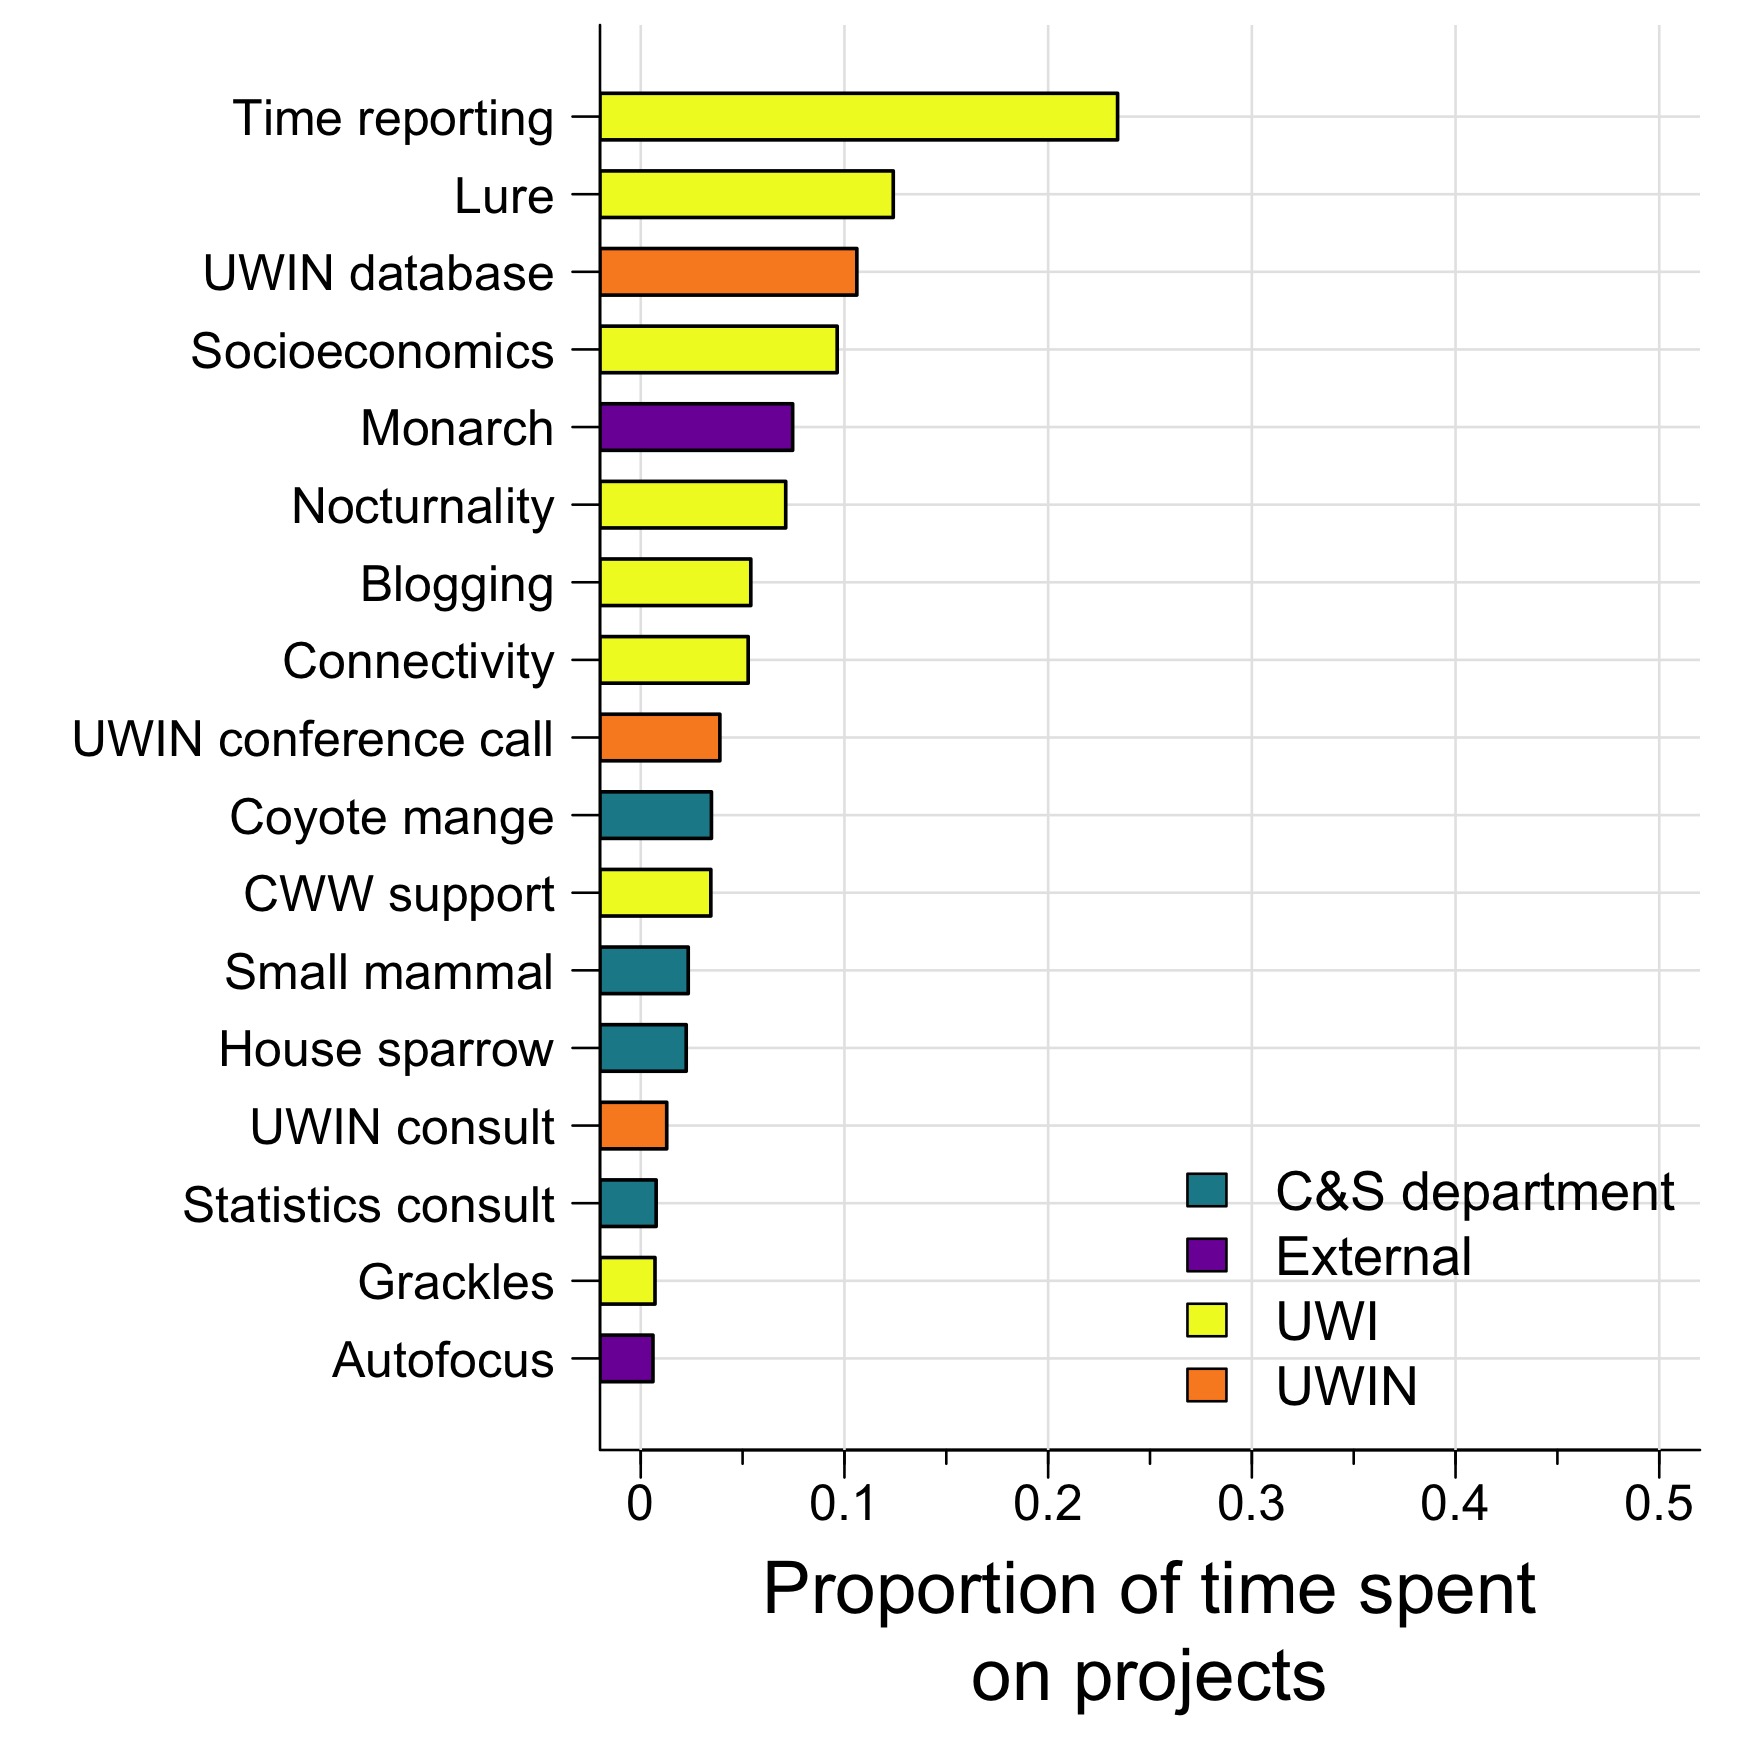 Time reporting
Lure
UWIN database
Socioeconomics
Monarch
Nocturnality
Blogging
Connectivity
UWIN conference call
Coyote mange
CWW support
Small mammal
House sparrow
UWIN consult
Statistics consult
Grackles
Autofocus
C&S department
External
UWI
UWIN
0 0.1 0.2 0.3 0.4 0.5
Proportion of time spent
on projects